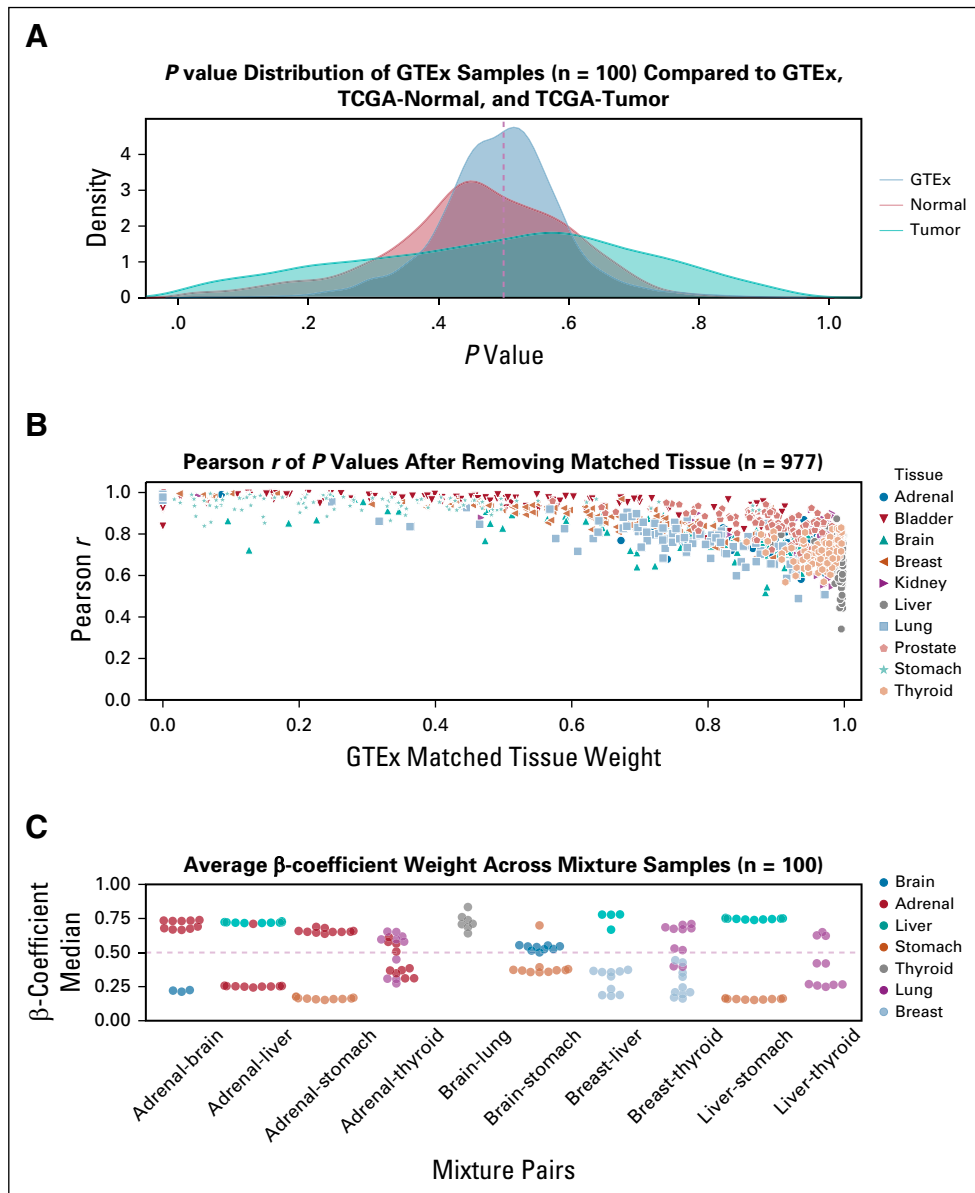 A
P value Distribution of GTEx Samples (n = 100) Compared to GTEx,
TCGA-Normal, and TCGA-Tumor
Density
4
3
2
1
0
.0 .2 .4 .6 .8 1.0
P Value
GTEx
Normal
Tumor
B
Pearson r of P Values After Removing Matched Tissue (n = 977)
Pearson r
1.0
0.8
0.6
0.4
0.2
0.0
0.0 0.2 0.4 0.6 0.8 1.0
GTEx Matched Tissue Weight
Tissue
Adrenal
Bladder
Brain
Breast
Kidney
Liver
Lung
Prostate
Stomach
Thyroid
C
Average β-coefficient Weight Across Mixture Samples (n = 100)
β-Coefficient
Median
1.00
0.75
0.50
0.25
0.00
Adrenal-brain
Adrenal-liver
Adrenal-stomach
Adrenal-thyroid
Brain-lung
Brain-stomach
Breast-liver
Breast-thyroid
Liver-stomach
Liver-thyroid
Mixture Pairs
Brain
Adrenal
Liver
Stomach
Thyroid
Lung
Breast